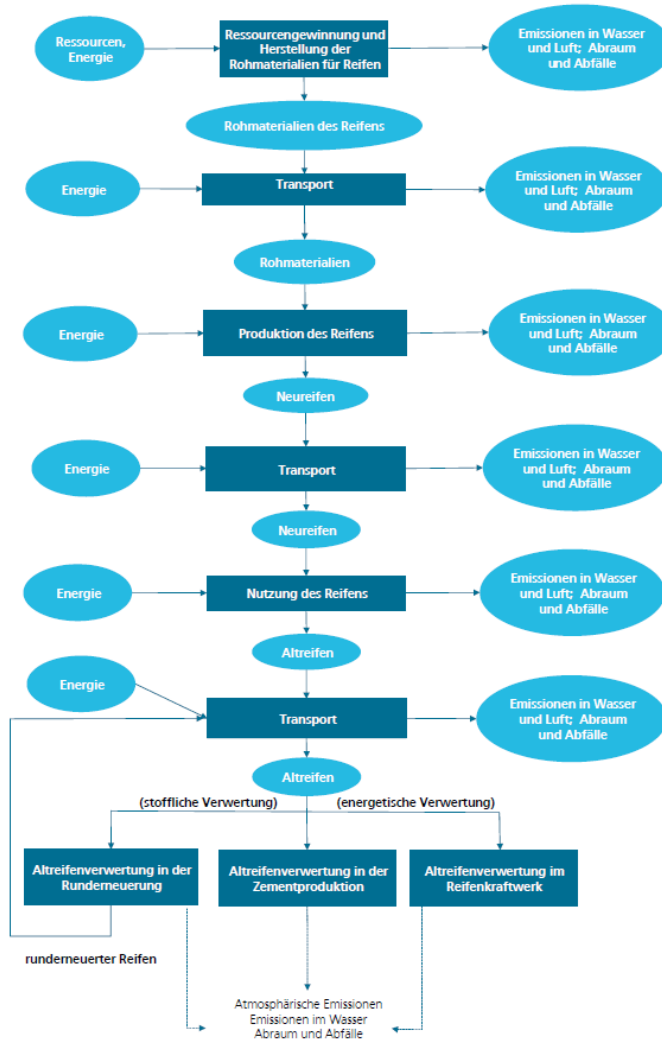 Ressourcen,
Energie
Ressourcengewinnung und
Herstellung der
Rohmaterialien für Reifen
Emissionen in Wasser
und Luft; Abraum
und Abfälle
Rohmaterialien des Reifens
Energie
Transport
Emissionen in Wasser
und Luft; Abraum
und Abfälle
Rohmaterialien
Energie
Produktion des Reifens
Emissionen in Wasser
und Luft; Abraum
und Abfälle
Neureifen
Energie
Transport
Emissionen in Wasser
und Luft; Abraum
und Abfälle
Neureifen
Energie
Nutzung des Reifens
Emissionen in Wasser
und Luft; Abraum
und Abfälle
Altreifen
Energie
Transport
Emissionen in Wasser
und Luft; Abraum
und Abfälle
Altreifen
(stoffliche Verwertung)
(energetische Verwertung)
Altreifenverwertung in der
Runderneuerung
Altreifenverwertung in der
Zementproduktion
Altreifenverwertung im
Reifenkraftwerk
runderneuerter Reifen
Atmosphärische Emissionen
Emissionen im Wasser
Abraum und Abfälle